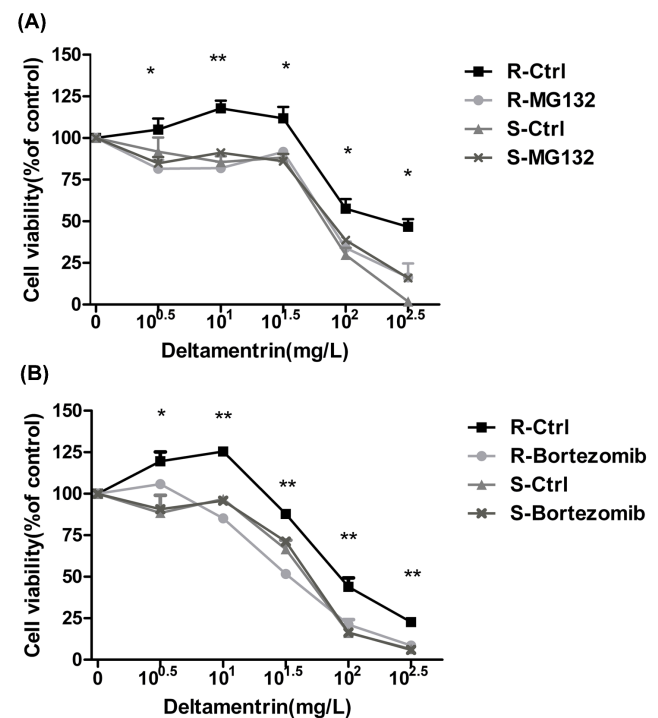 (A)
Cell viability(%of control)
150
125
100
75
50
25
0
* ** * * *
0 10^0.5 10^1 10^1.5 10^2 10^2.5
Deltamentrin(mg/L)
R-Ctrl
R-MG132
S-Ctrl
S-MG132
(B)
Cell viability(%of control)
150
125
100
75
50
25
0
* ** ** ** **
0 10^0.5 10^1 10^1.5 10^2 10^2.5
Deltamentrin(mg/L)
R-Ctrl
R-Bortezomib
S-Ctrl
S-Bortezomib